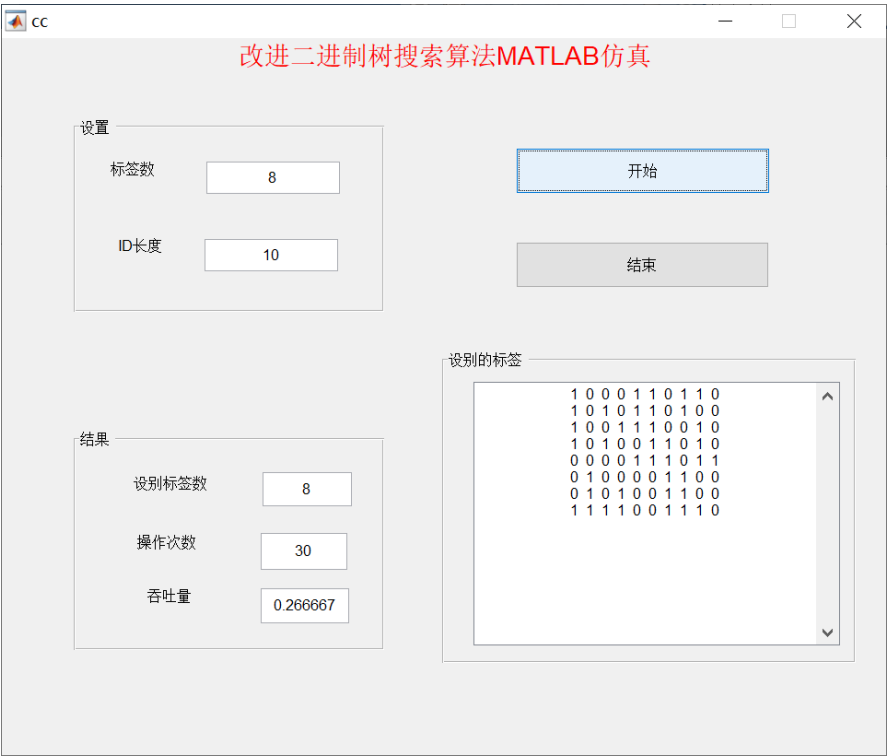 cc
改进二进制树搜索算法MATLAB仿真
设置
标签数
8
ID长度
10
开始
结束
结果
设别标签数
8
操作次数
30
吞吐量
0.266667
设别的标签
1 0 0 0 1 1 0 1 1 0
1 0 1 0 1 1 0 1 0 0
1 0 0 1 1 1 0 0 1 0
1 0 1 0 0 1 1 0 1 0
0 0 0 0 1 1 1 0 1 1
0 1 0 0 0 0 1 1 0 0
0 1 0 1 0 0 1 1 0 0
1 1 1 1 0 0 1 1 1 0